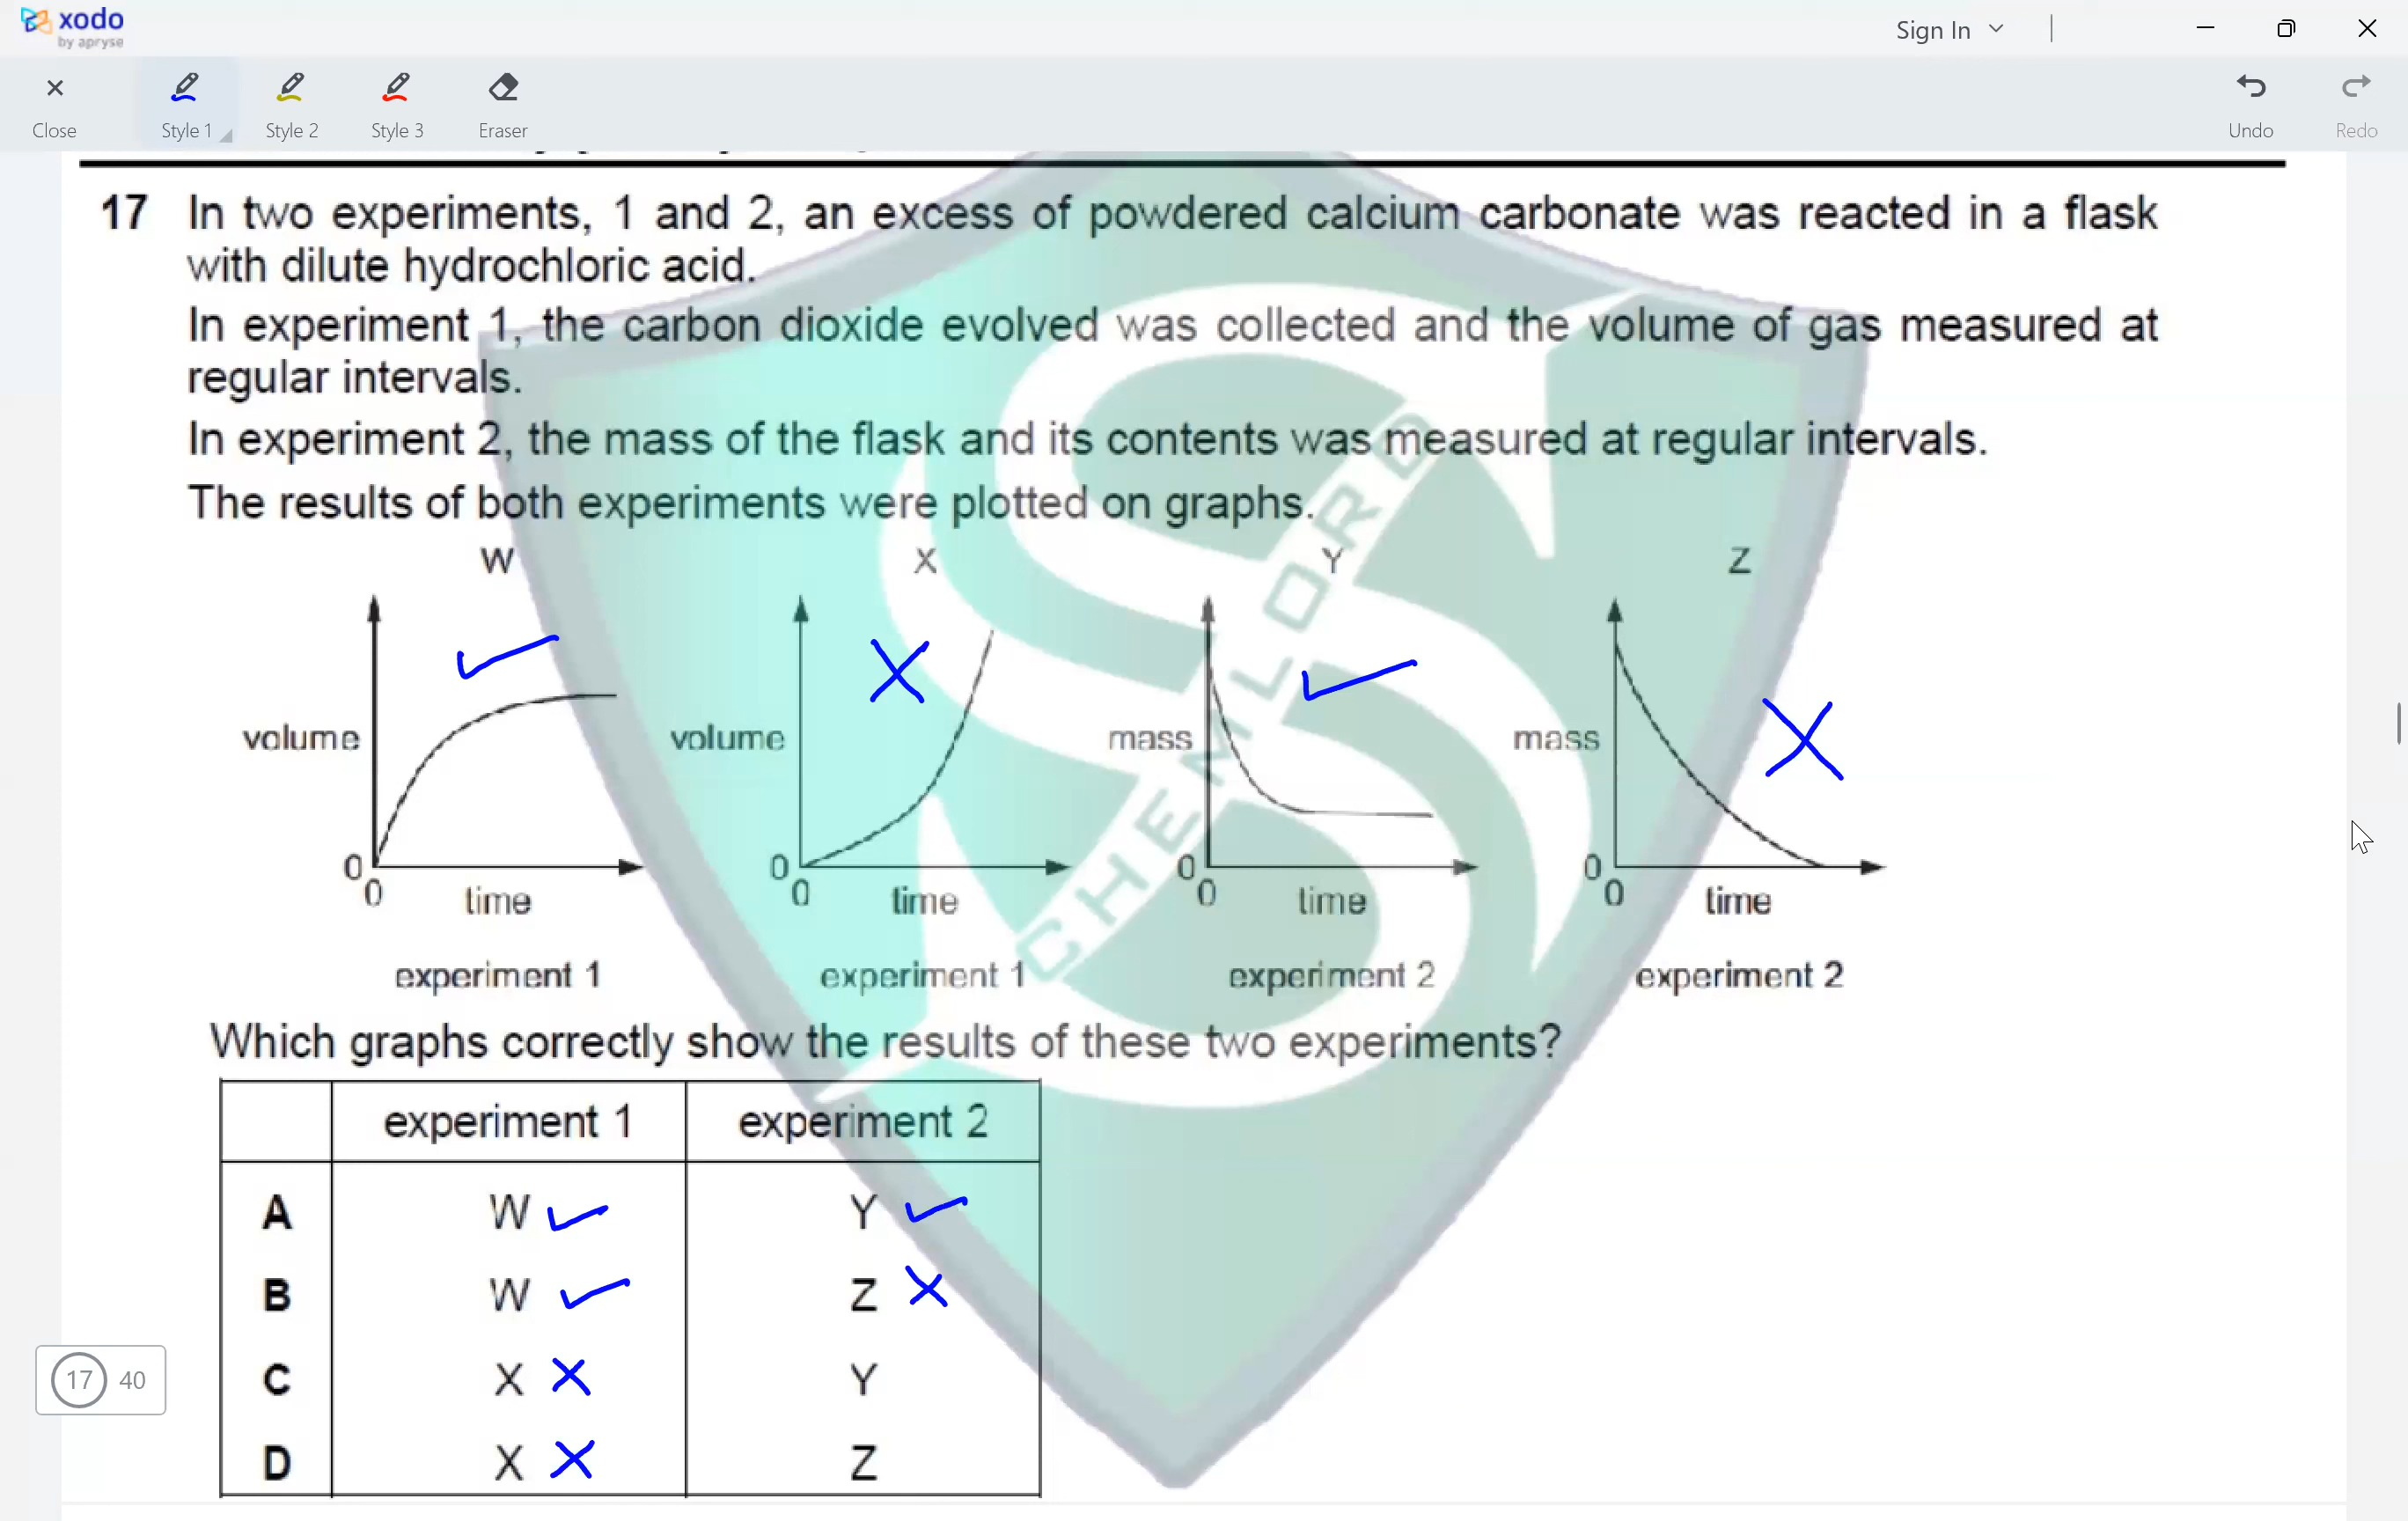 xodo
by apryse
Sign In
Close
Style 1
Style 2
Style 3
Eraser
Undo
Redo
17 In two experiments, 1 and 2, an excess of powdered calcium carbonate was reacted in a flask
with dilute hydrochloric acid.
In experiment 1, the carbon dioxide evolved was collected and the volume of gas measured at
regular intervals.
In experiment 2, the mass of the flask and its contents was measured at regular intervals.
The results of both experiments were plotted on graphs.
W X Y Z
volume volume mass mass
0 0 0 0
0 0 0 0
time time time time
experiment 1 experiment 1 experiment 2 experiment 2
CHEMLORD
Which graphs correctly show the results of these two experiments?
experiment 1 experiment 2
A W Y
B W Z
C X Y
D X Z
17 40